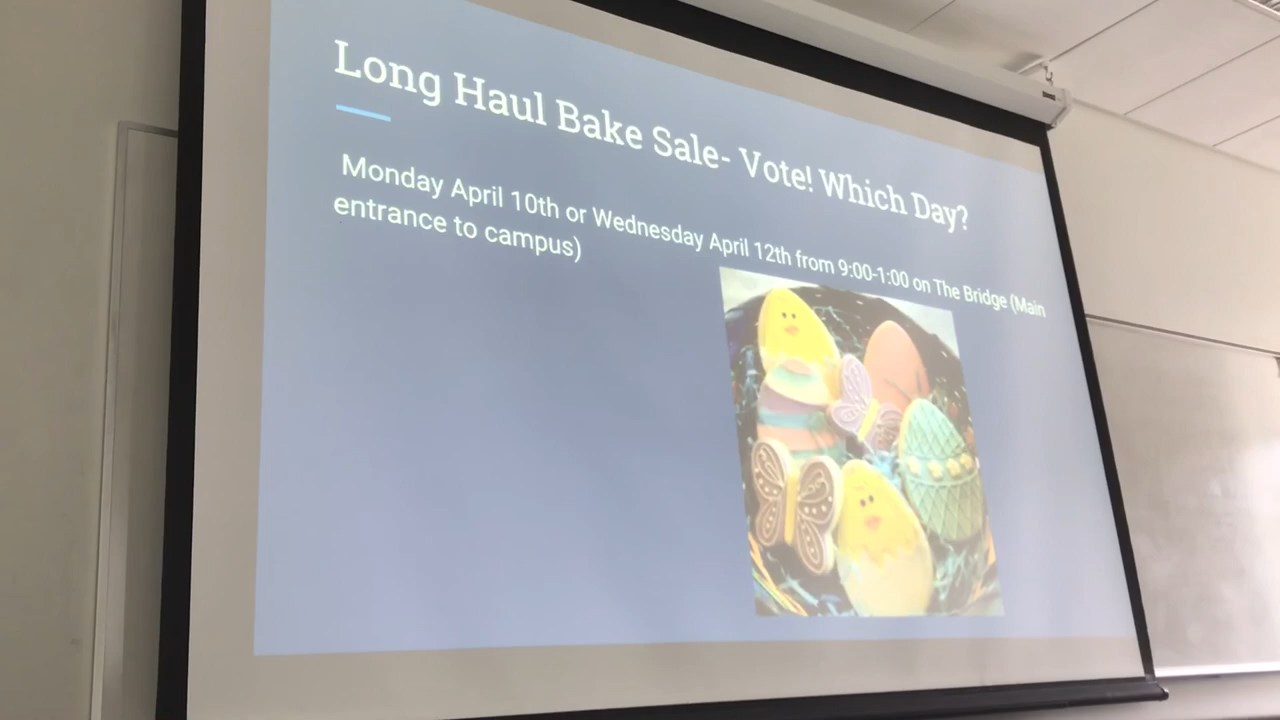 Long Haul Bake Sale- Vote! Which Day?
Monday April 10th or Wednesday April 12th from 9:00-1:00 on The Bridge (Main
entrance to campus)